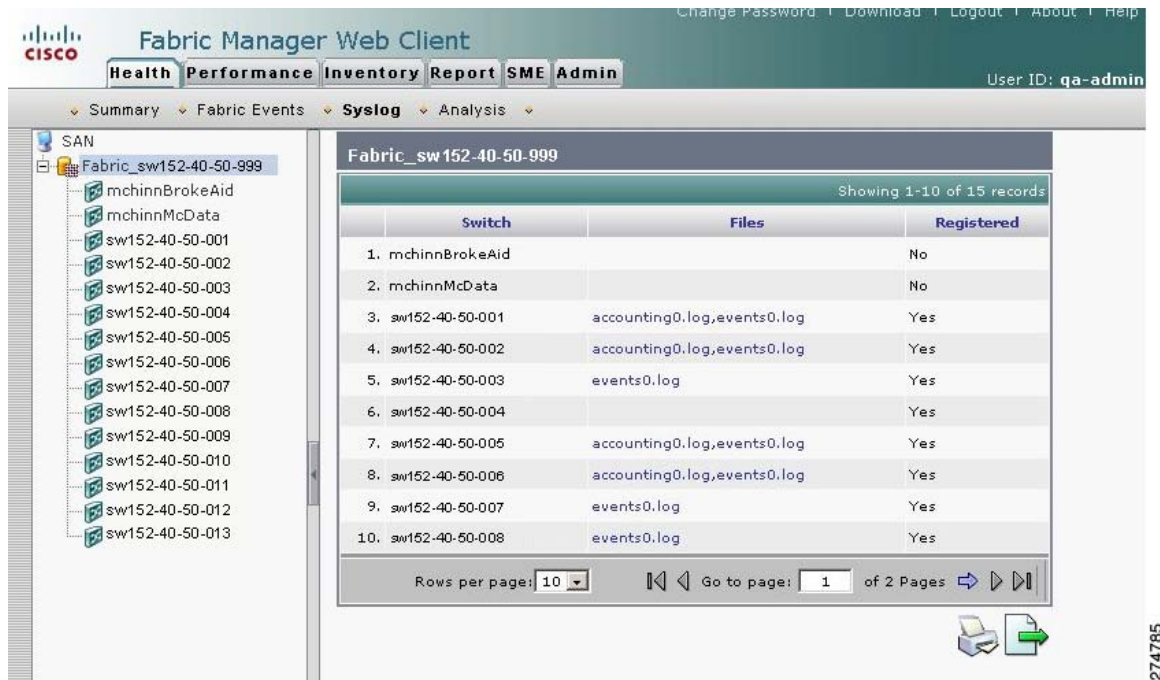 Change Password | Download | Logout | About | Help
CISCO
Fabric Manager Web Client
Health Performance Inventory Report SME Admin
User ID: qa-admin
Summary Fabric Events Syslog Analysis
SAN
Fabric_sw152-40-50-999
mchinnBrokeAid
mchinnMcData
sw152-40-50-001
sw152-40-50-002
sw152-40-50-003
sw152-40-50-004
sw152-40-50-005
sw152-40-50-006
sw152-40-50-007
sw152-40-50-008
sw152-40-50-009
sw152-40-50-010
sw152-40-50-011
sw152-40-50-012
sw152-40-50-013
Fabric_sw152-40-50-999
Showing 1-10 of 15 records
Switch Files Registered
1. mchinnBrokeAid No
2. mchinnMcData No
3. sw152-40-50-001 accounting0.log,events0.log Yes
4. sw152-40-50-002 accounting0.log,events0.log Yes
5. sw152-40-50-003 events0.log Yes
6. sw152-40-50-004 Yes
7. sw152-40-50-005 accounting0.log,events0.log Yes
8. sw152-40-50-006 accounting0.log,events0.log Yes
9. sw152-40-50-007 events0.log Yes
10. sw152-40-50-008 events0.log Yes
Rows per page: 10 Go to page: 1 of 2 Pages
274785